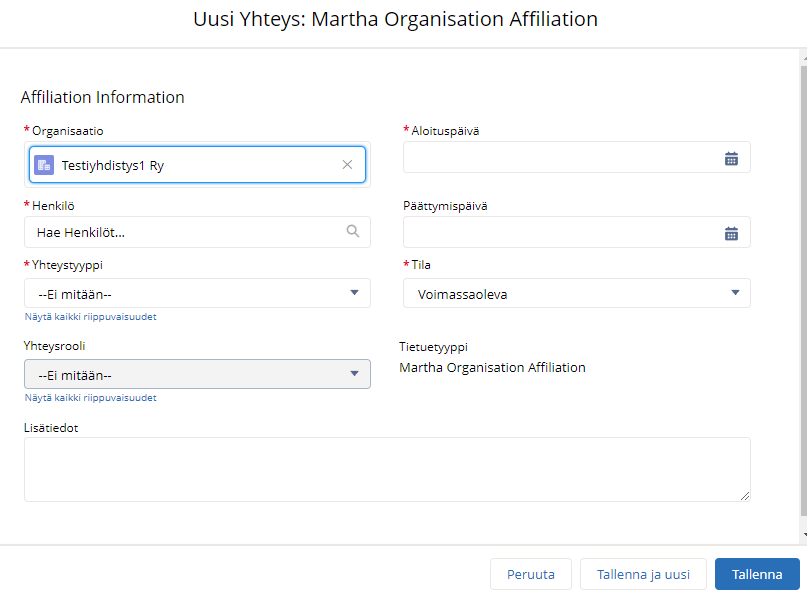 Uusi Yhteys: Martha Organisation Affiliation
Affiliation Information
*Organisaatio
Testiyhdistys1 Ry
*Aloituspäivä
*Henkilö
Hae Henkilöt...
Päättymispäivä
*Yhteystyyppi
--Ei mitään--
Näytä kaikki riippuvaisuudet
*Tila
Voimassaoleva
Yhteysrooli
--Ei mitään--
Näytä kaikki riippuvaisuudet
Tietuetyyppi
Martha Organisation Affiliation
Lisätiedot
Peruuta
Tallenna ja uusi
Tallenna